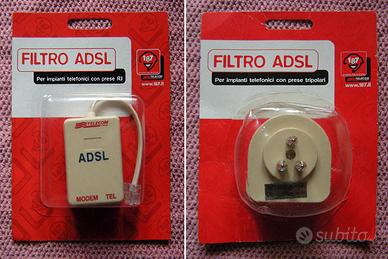 FILTRO ADSL
Per impianti telefonici con prese RJ
187
www.187.it
TELECOM
ADSL
MODEM TEL
FILTRO ADSL
Per impianti telefonici con prese tripolari
187
www.187.it
subito